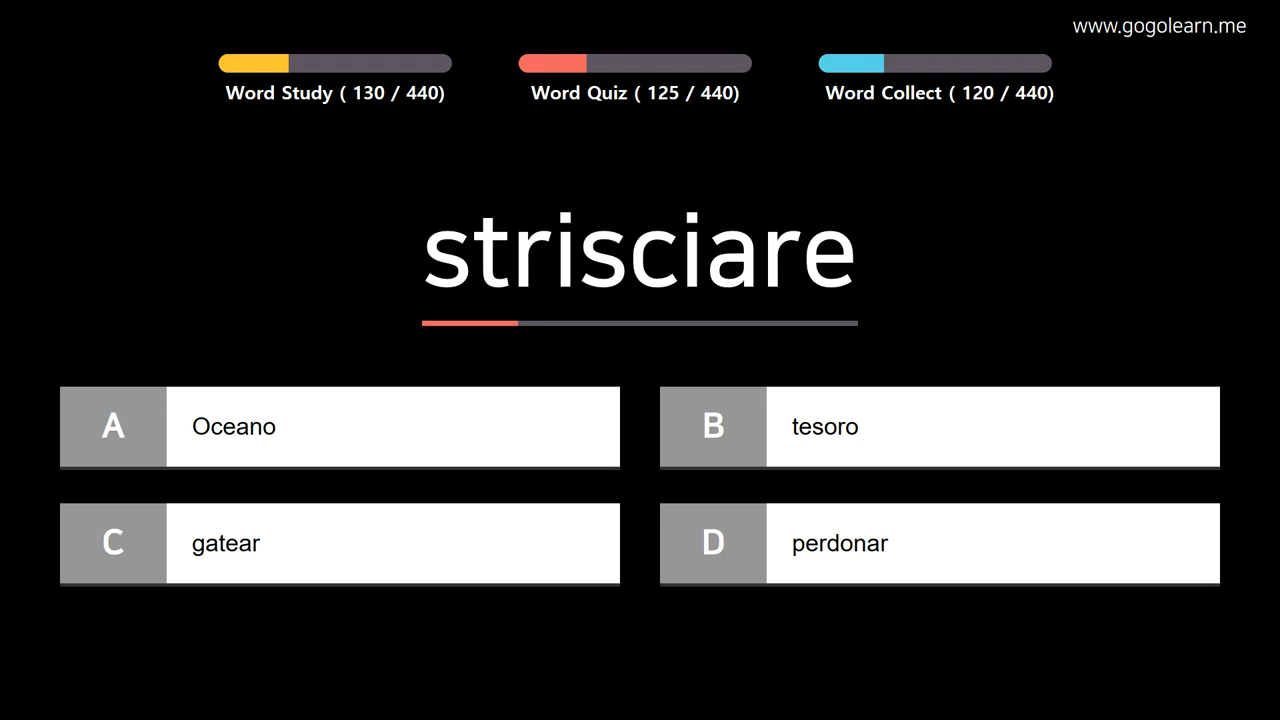 www.gogolearn.me
Word Study ( 130 / 440)
Word Quiz ( 125 / 440)
Word Collect ( 120 / 440)
strisciare
A Oceano
B tesoro
C gatear
D perdonar